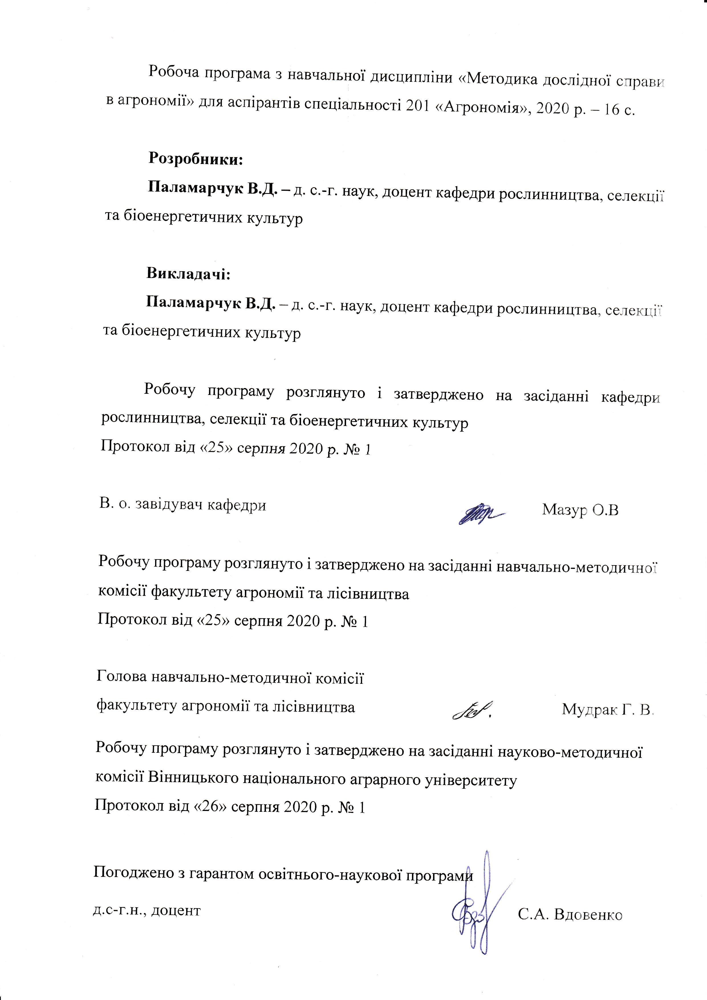 Робоча програма з навчальної дисципліни «Методика дослідної справи
в агрономії» для аспірантів спеціальності 201 «Агрономія», 2020 р. – 16 с.
Розробники:
Паламарчук В.Д. – д. с.-г. наук, доцент кафедри рослинництва, селекції
та біоенергетичних культур
Викладачі:
Паламарчук В.Д. – д. с.-г. наук, доцент кафедри рослинництва, селекції
та біоенергетичних культур
Робочу програму розглянуто і затверджено на засіданні кафедри
рослинництва, селекції та біоенергетичних культур
Протокол від «25» серпня 2020 р. № 1
В. о. завідувач кафедри Мазур О.В
Робочу програму розглянуто і затверджено на засіданні навчально-методичної
комісії факультету агрономії та лісівництва
Протокол від «25» серпня 2020 р. № 1
Голова навчально-методичної комісії
факультету агрономії та лісівництва Мудрак Г. В.
Робочу програму розглянуто і затверджено на засіданні науково-методичної
комісії Вінницького національного аграрного університету
Протокол від «26» серпня 2020 р. № 1
Погоджено з гарантом освітнього-наукової програми
д.с-г.н., доцент С.А. Вдовенко